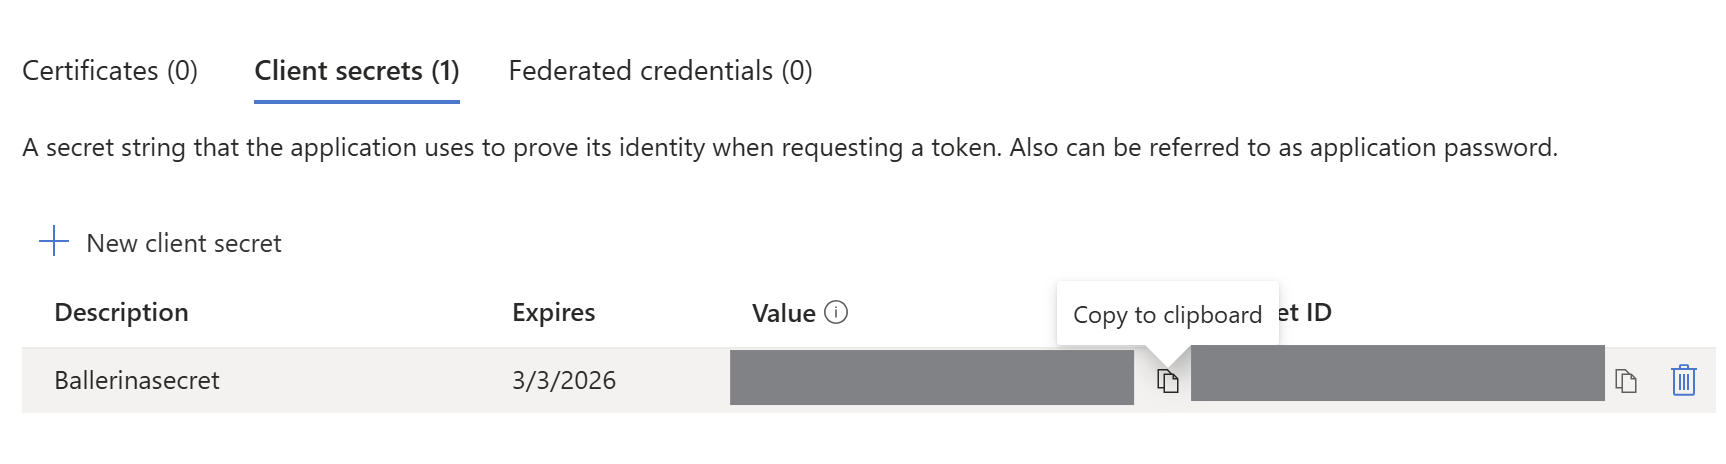 Certificates (0) Client secrets (1) Federated credentials (0)
A secret string that the application uses to prove its identity when requesting a token. Also can be referred to as application password.
New client secret
Description Expires Value Copy to clipboard et ID
Ballerinasecret 3/3/2026